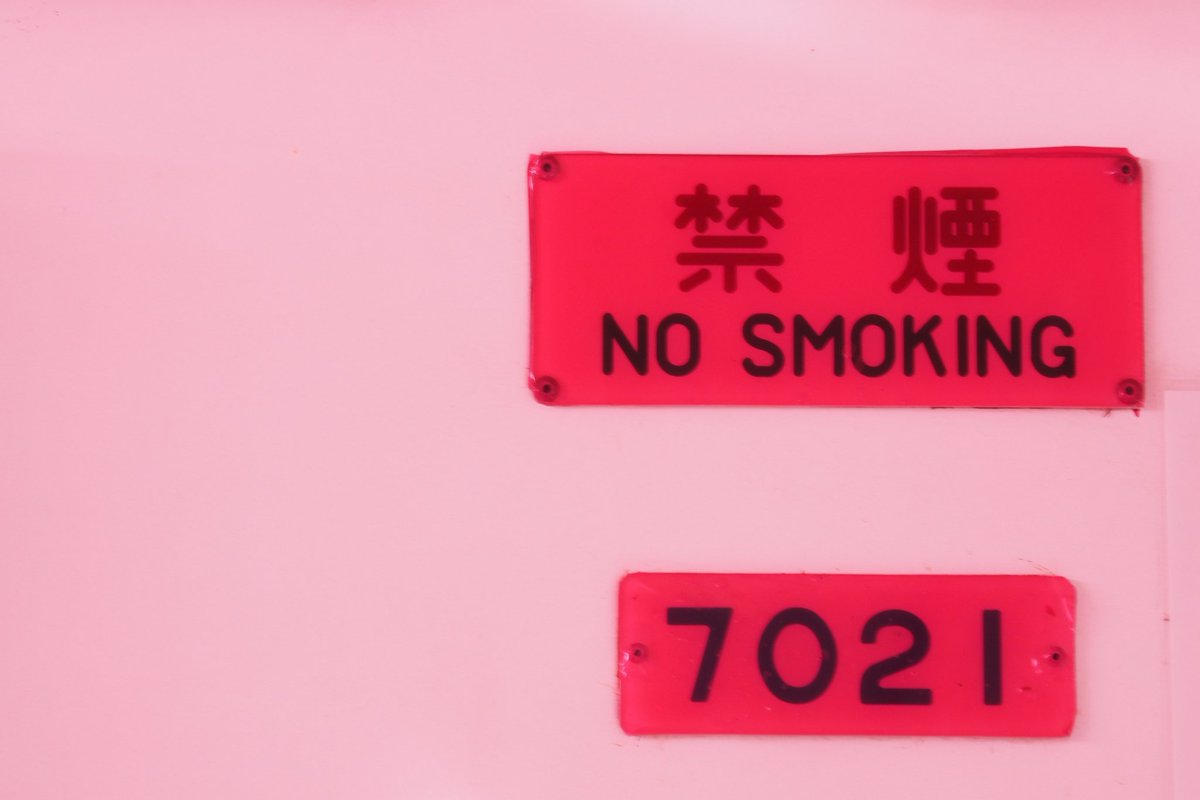 禁 煙
NO SMOKING
7021